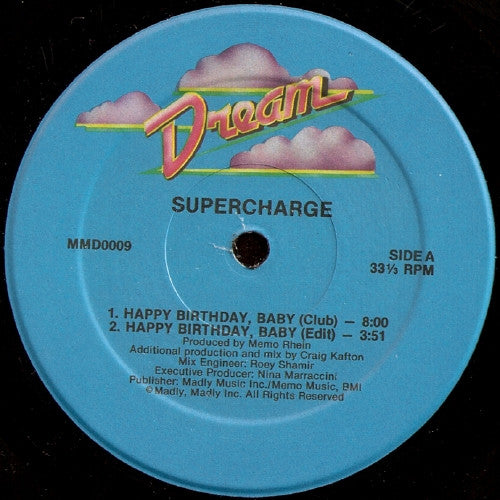 Dream
SUPERCHARGE
MMD0009
SIDE A
33⅓ RPM
1. HAPPY BIRTHDAY, BABY (Club) — 8:00
2. HAPPY BIRTHDAY, BABY (Edit) — 3:51
Produced by Memo Rhein
Additional production and mix by Craig Kafton
Mix Engineer: Roey Shamir
Executive Producer: Nina Marraccini
Publisher: Madly Music Inc./Memo Music, BMI
©Madly, Madly Inc. All Rights Reserved